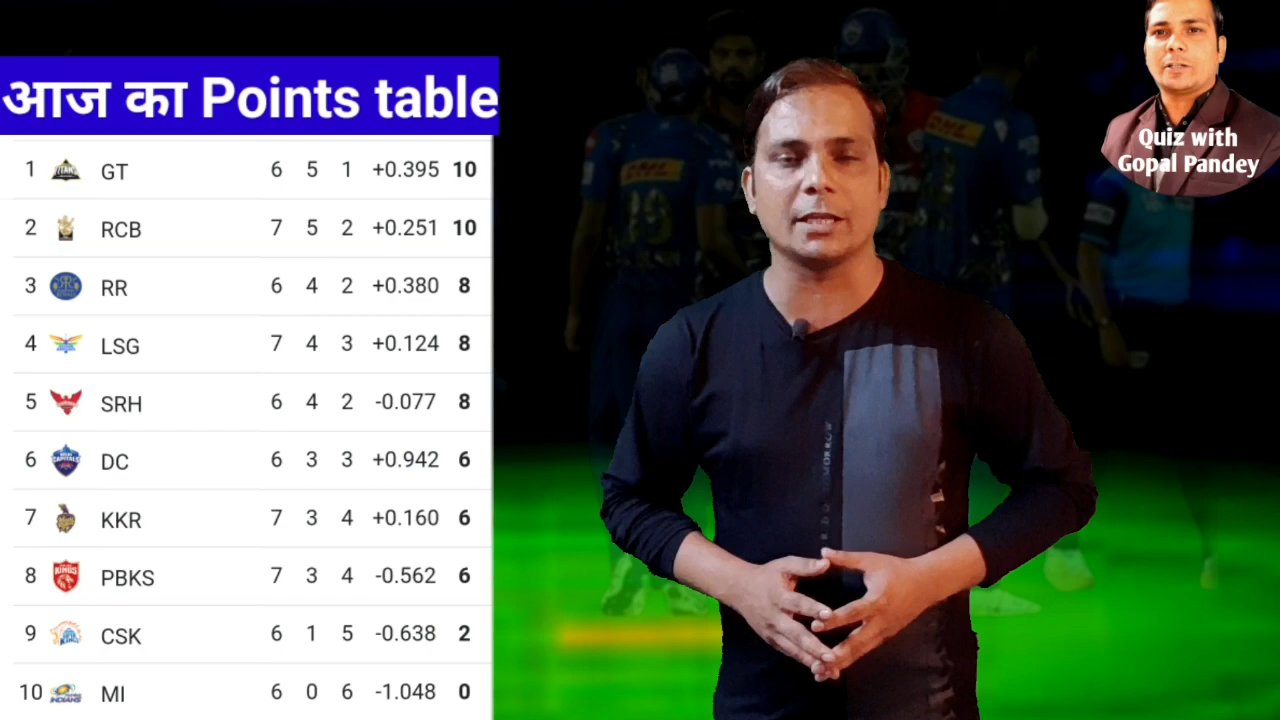 आज का Points table
1 GT 6 5 1 +0.395 10
2 RCB 7 5 2 +0.251 10
3 RR 6 4 2 +0.380 8
4 LSG 7 4 3 +0.124 8
5 SRH 6 4 2 -0.077 8
6 DC 6 3 3 +0.942 6
7 KKR 7 3 4 +0.160 6
8 PBKS 7 3 4 -0.562 6
9 CSK 6 1 5 -0.638 2
10 MI 6 0 6 -1.048 0
Quiz with
Gopal Pandey
DHL
DHL